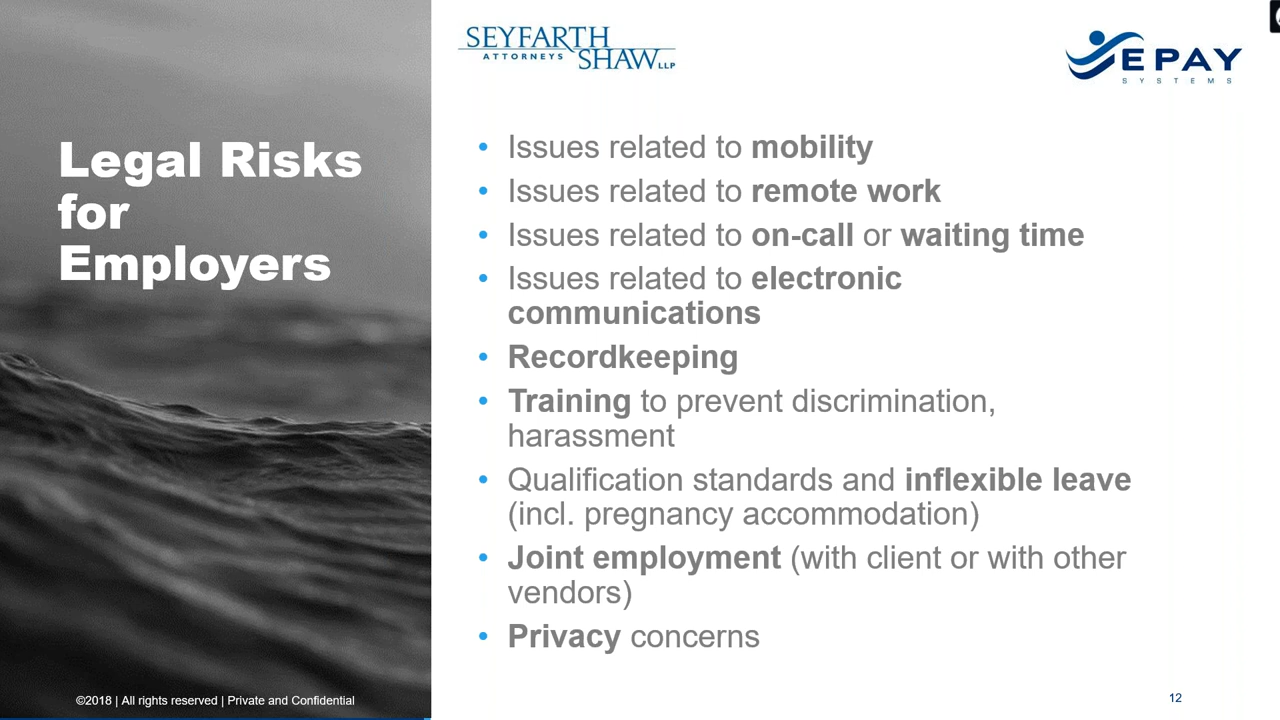 SEYFARTH
ATTORNEYS SHAW LLP
EPAY
SYSTEMS
Legal Risks
for
Employers
• Issues related to mobility
• Issues related to remote work
• Issues related to on-call or waiting time
• Issues related to electronic
communications
• Recordkeeping
• Training to prevent discrimination,
harassment
• Qualification standards and inflexible leave
(incl. pregnancy accommodation)
• Joint employment (with client or with other
vendors)
• Privacy concerns
©2018 | All rights reserved | Private and Confidential
12